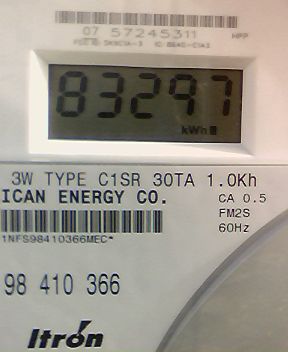 07 57245311
83297
kWh
3W TYPE C1SR 30TA 1.0Kh
ICAN ENERGY CO.
CA 0.5
FM2S
60Hz
1NFS98410366MEC*
98 410 366
Itrón